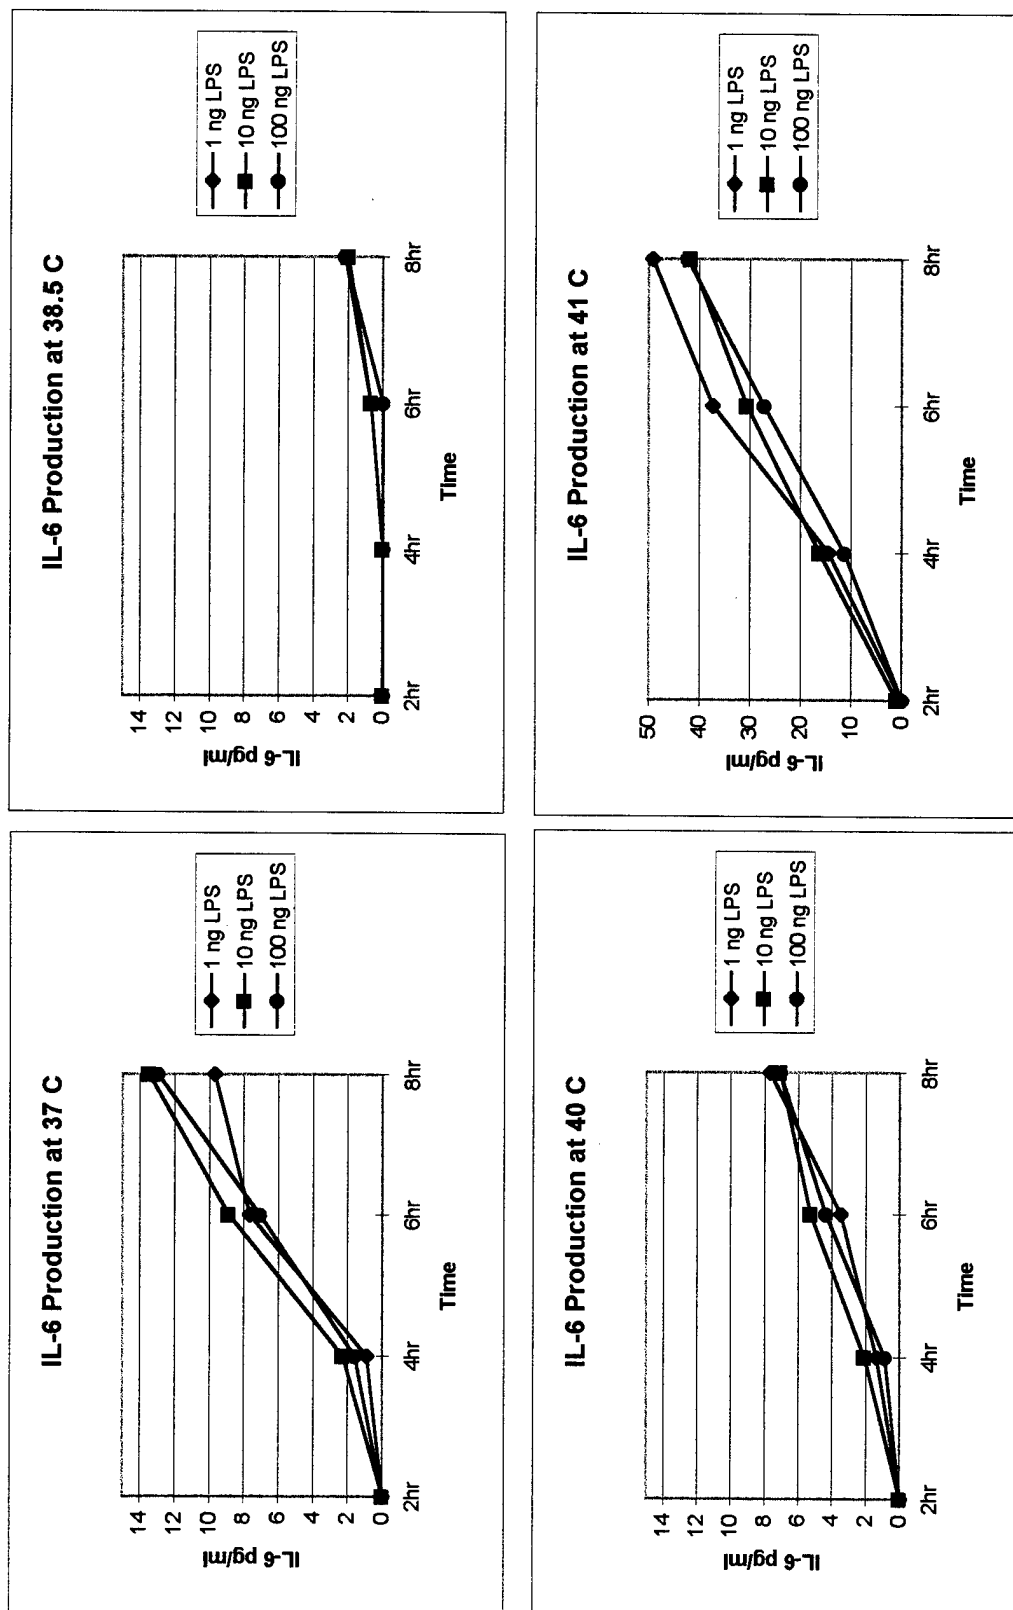 IL-6 Production at 37 C
IL-6 pg/ml
14
12
10
8
6
4
2
0
2hr
4hr
6hr
8hr
Time
1 ng LPS
10 ng LPS
100 ng LPS
IL-6 Production at 38.5 C
IL-6 pg/ml
14
12
10
8
6
4
2
0
2hr
4hr
6hr
8hr
Time
1 ng LPS
10 ng LPS
100 ng LPS
IL-6 Production at 40 C
IL-6 pg/ml
14
12
10
8
6
4
2
0
2hr
4hr
6hr
8hr
Time
1 ng LPS
10 ng LPS
100 ng LPS
IL-6 Production at 41 C
IL-6 pg/ml
50
40
30
20
10
0
2hr
4hr
6hr
8hr
Time
1 ng LPS
10 ng LPS
100 ng LPS